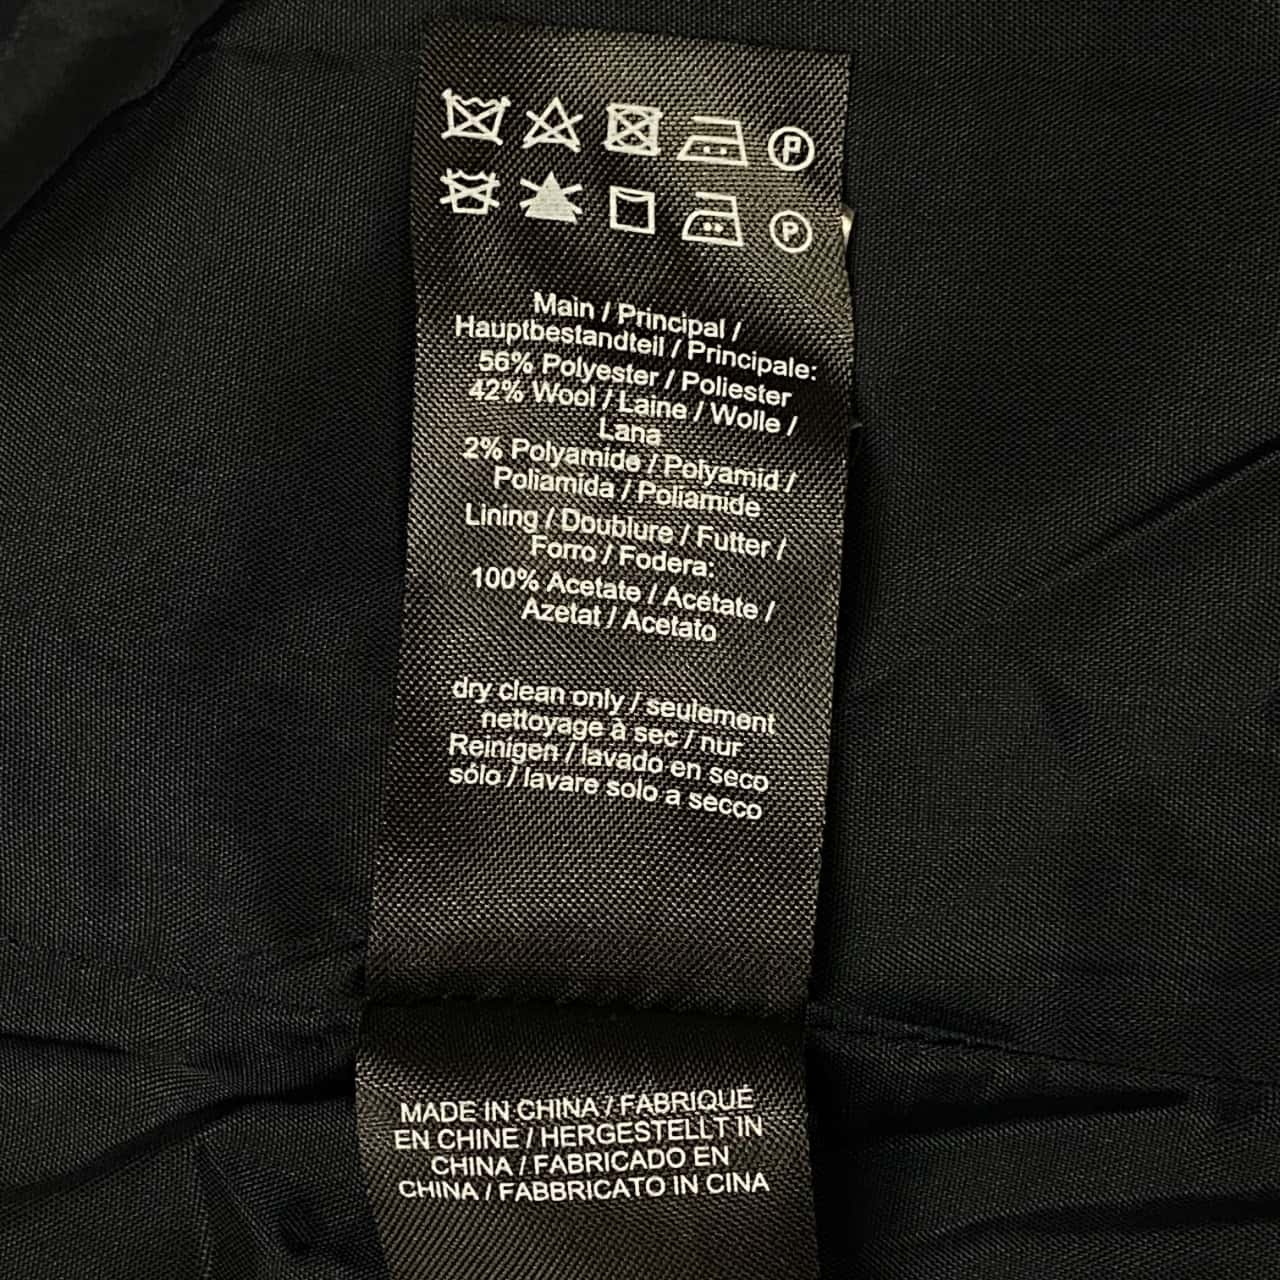 P
P
Main / Principal /
Hauptbestandteil / Principale:
56% Polyester / Poliester
42% Wool / Laine / Wolle /
Lana
2% Polyamide / Polyamid /
Poliamida / Poliamide
Lining / Doublure / Futter /
Forro / Fodera:
100% Acetate / Acétate /
Azetat / Acetato
dry clean only / seulement
nettoyage à sec / nur
Reinigen / lavado en seco
sólo / lavare solo a secco
MADE IN CHINA / FABRIQUÉ
EN CHINE / HERGESTELLT IN
CHINA / FABRICADO EN
CHINA / FABBRICATO IN CINA